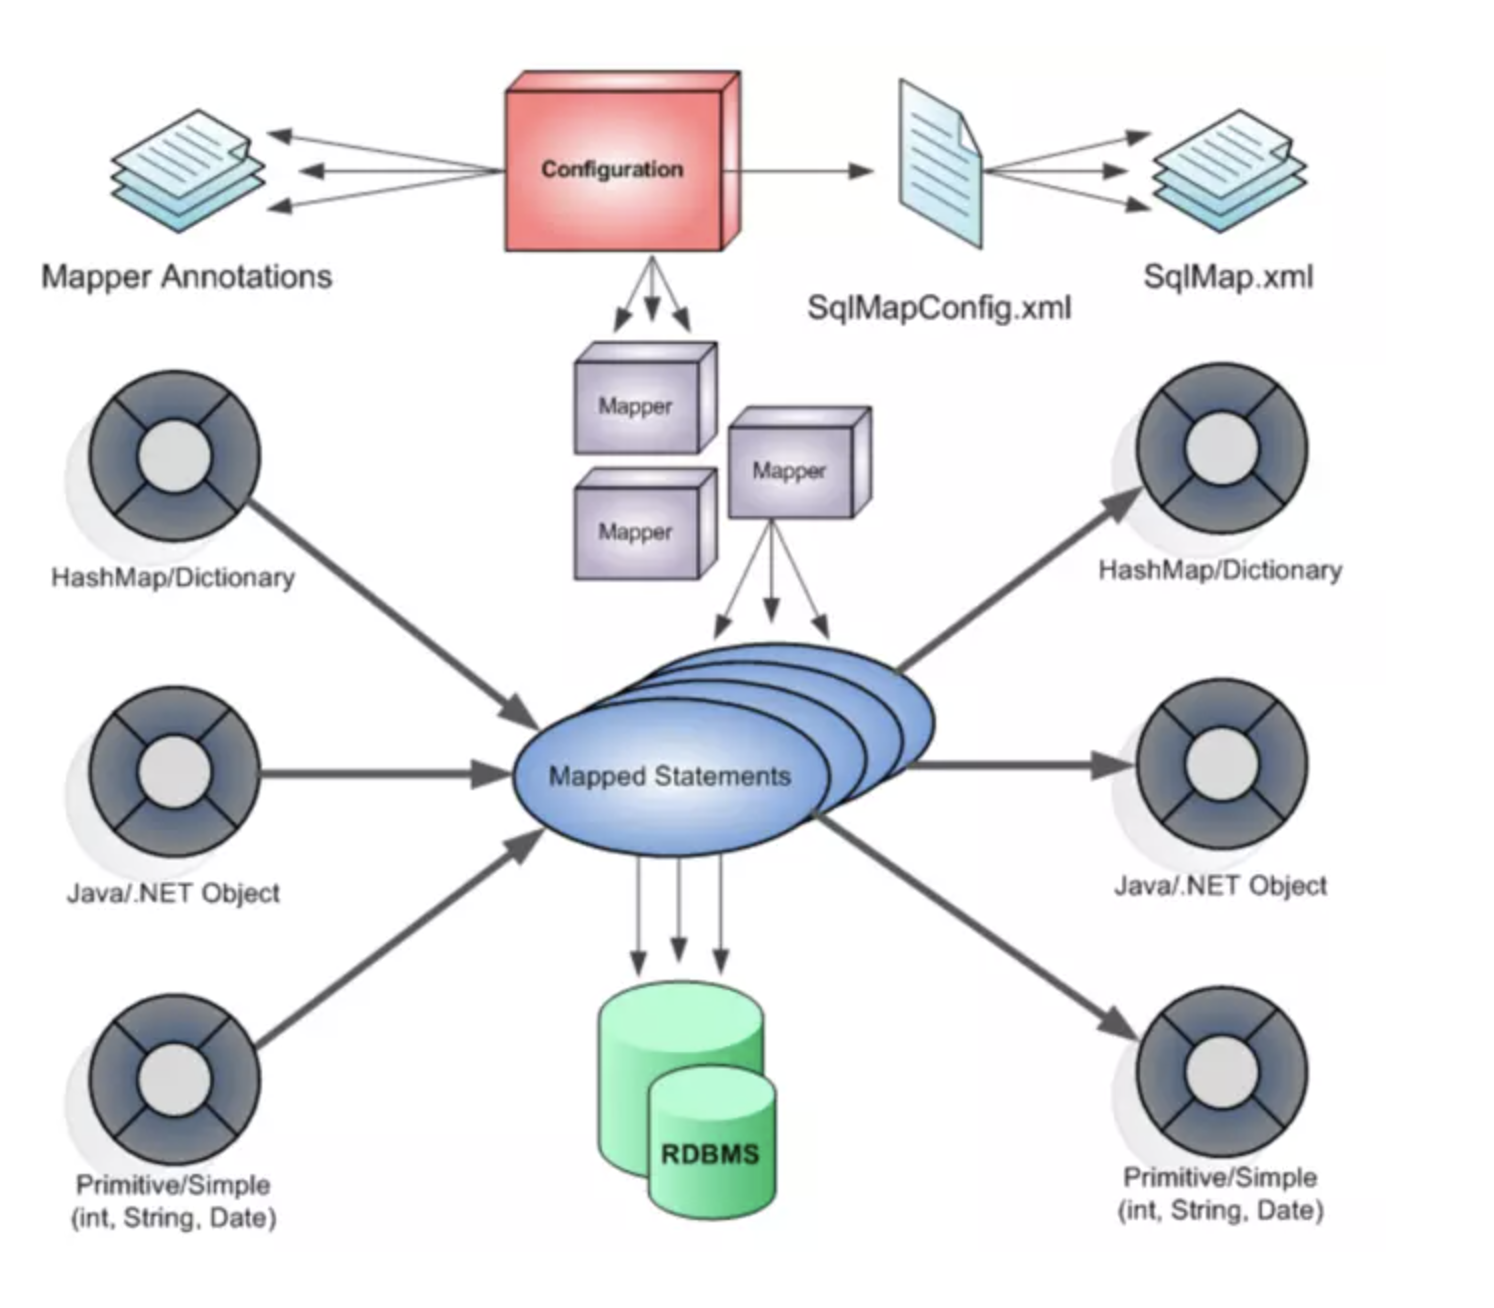 Configuration
Mapper Annotations
SqlMapConfig.xml
SqlMap.xml
Mapper
Mapper
Mapper
HashMap/Dictionary
HashMap/Dictionary
Mapped Statements
Java/.NET Object
Java/.NET Object
RDBMS
Primitive/Simple
(int, String, Date)
Primitive/Simple
(int, String, Date)